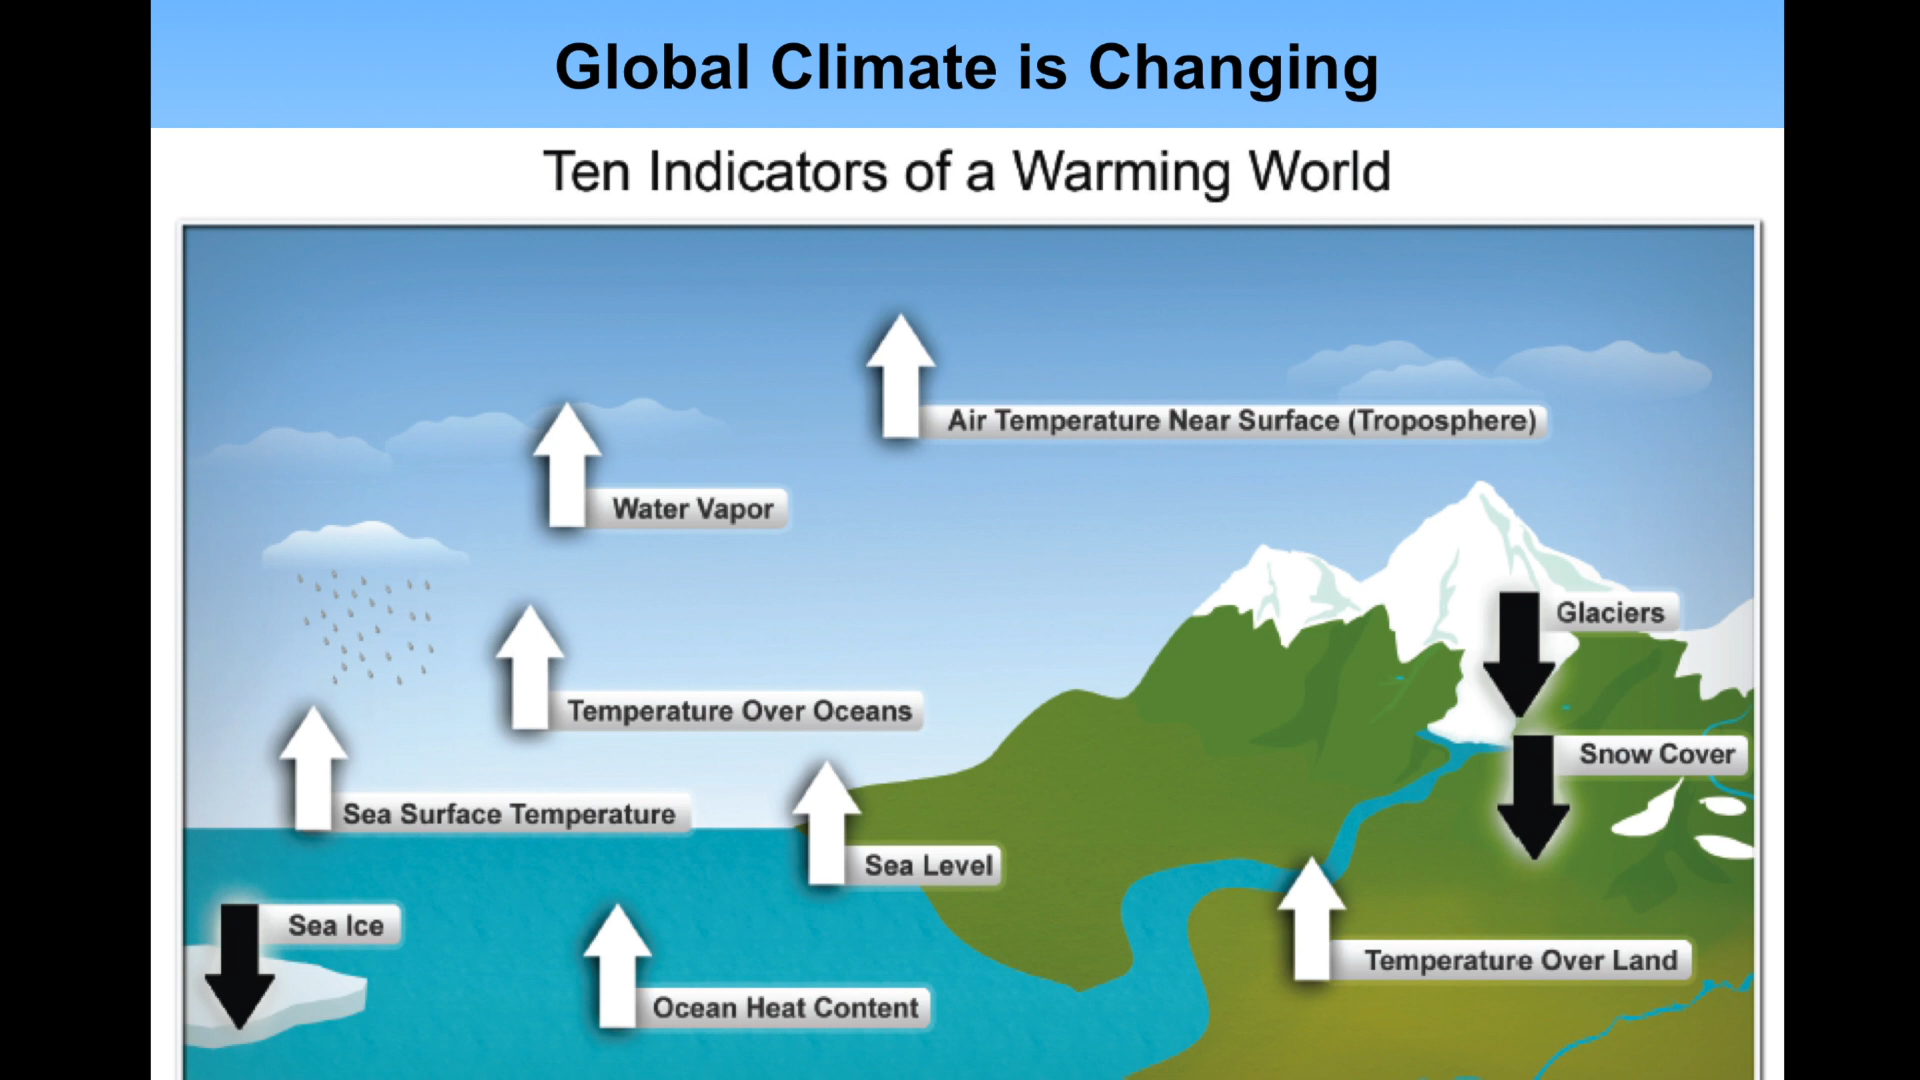 Global Climate is Changing
Ten Indicators of a Warming World
Air Temperature Near Surface (Troposphere)
Water Vapor
Glaciers
Temperature Over Oceans
Snow Cover
Sea Surface Temperature
Sea Level
Sea Ice
Temperature Over Land
Ocean Heat Content